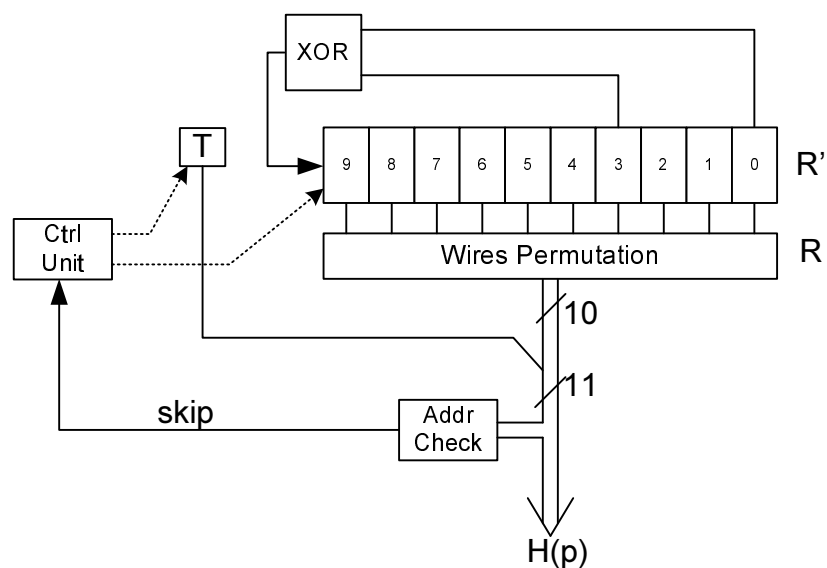 XOR
T
9 8 7 6 5 4 3 2 1 0
R'
Ctrl
Unit
Wires Permutation
R
10
11
skip
Addr
Check
H(p)